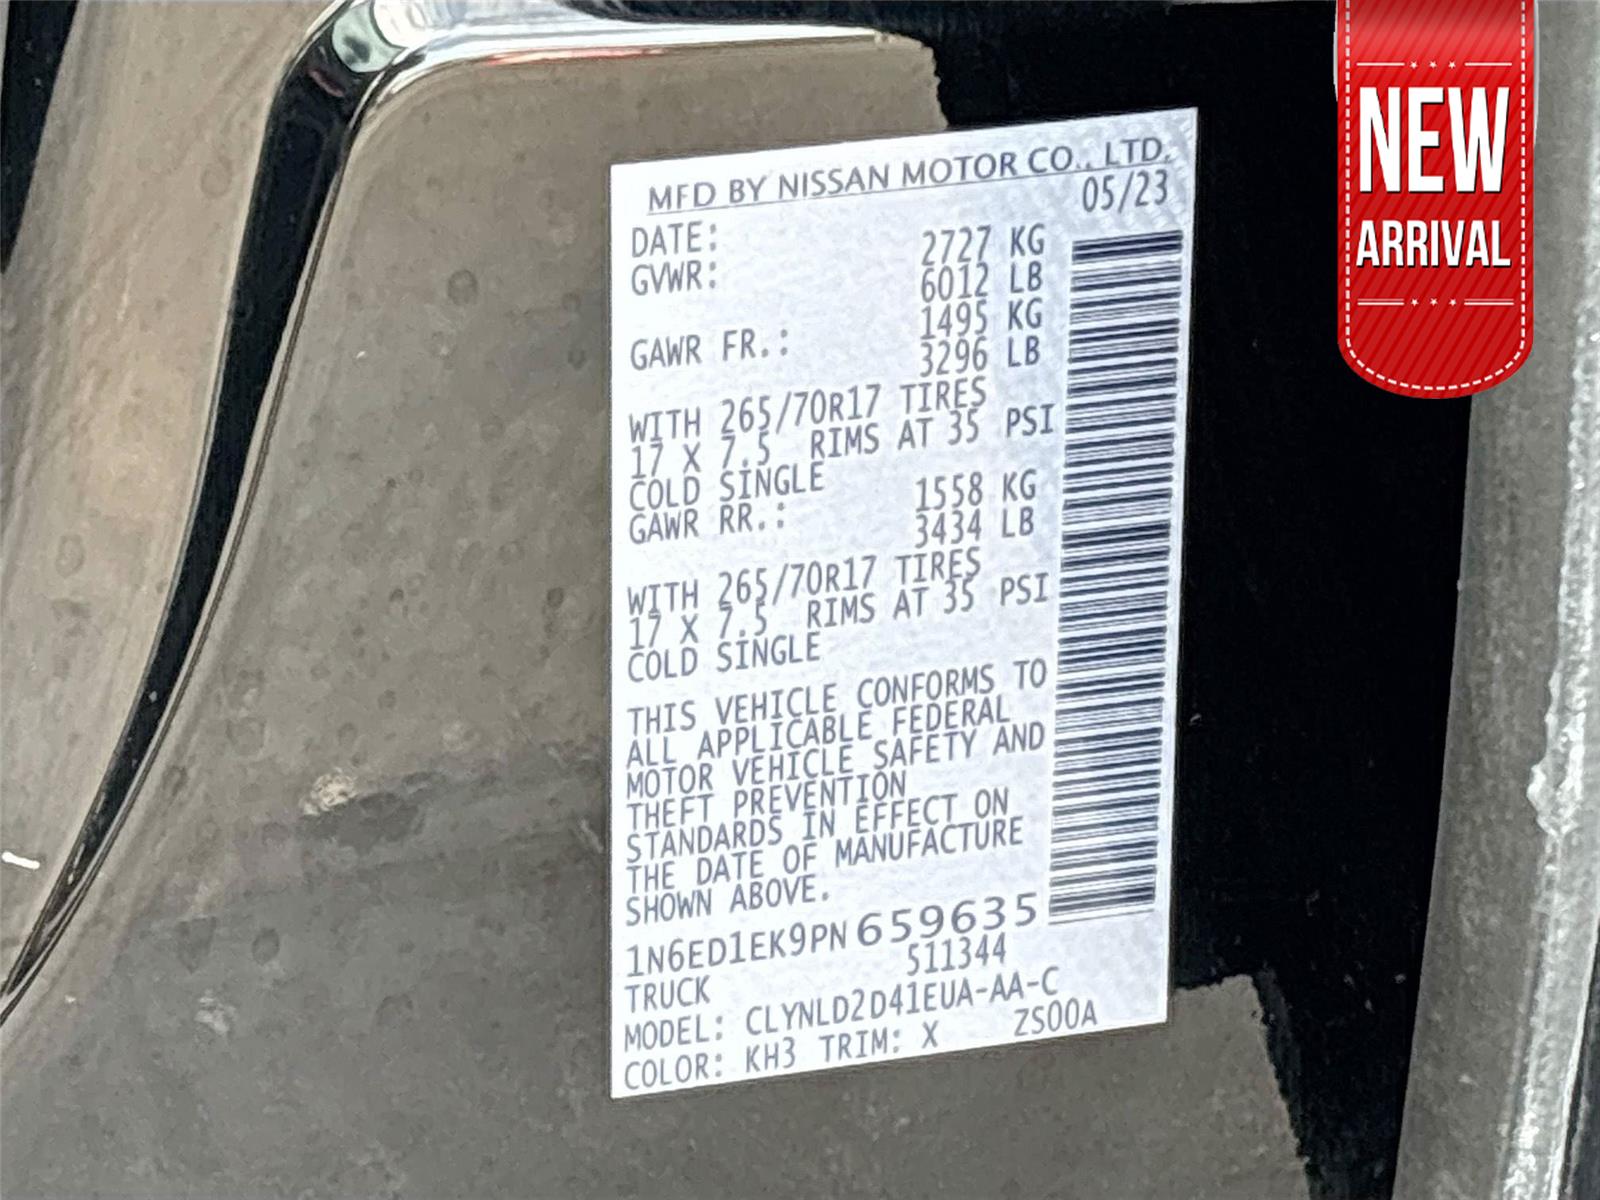 MFD BY NISSAN MOTOR CO., LTD.
DATE: 05/23
GVWR: 2727 KG
6012 LB
GAWR FR.: 1495 KG
3296 LB
WITH 265/70R17 TIRES
17 X 7.5 RIMS AT 35 PSI
COLD SINGLE
GAWR RR.: 1558 KG
3434 LB
WITH 265/70R17 TIRES
17 X 7.5 RIMS AT 35 PSI
COLD SINGLE
THIS VEHICLE CONFORMS TO
ALL APPLICABLE FEDERAL
MOTOR VEHICLE SAFETY AND
THEFT PREVENTION
STANDARDS IN EFFECT ON
THE DATE OF MANUFACTURE
SHOWN ABOVE.
1N6ED1EK9PN659635
TRUCK 511344
MODEL: CLYNLD2D41EUA-AA-C
COLOR: KH3 TRIM: X ZS00A
NEW
ARRIVAL